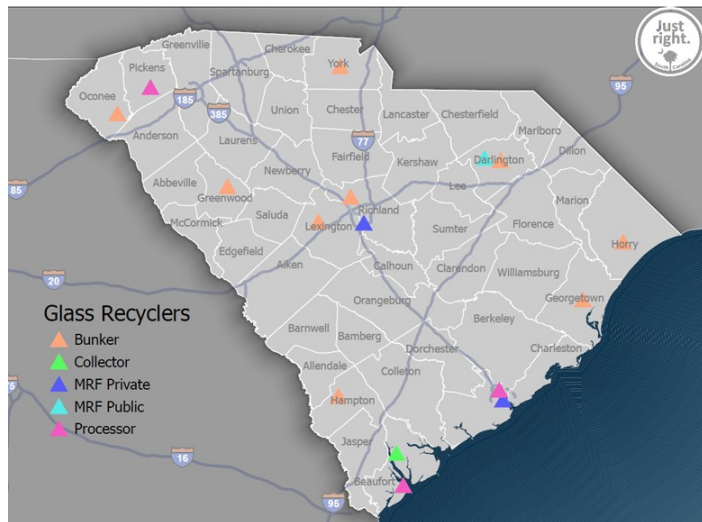 Just
right.
South Carolina
Cherokee
Greenville
York
Pickens
Spartanburg
Oconee
95
185
Union
Chester
Lancaster
Chesterfield
385
Anderson
Marlboro
Laurens
77
Darlington
Dillon
Fairfield
Kershaw
Newberry
Abbeville
Lee
85
Greenwood
Marion
Richland
Saluda
McCormick
Lexington
Sumter
Florence
Horry
Edgefield
Aiken
Calhoun
Clarendon
Williamsburg
20
Orangeburg
Georgetown
Glass Recyclers
Berkeley
Barnwell
Bunker
Bamberg
Charleston
Dorchester
Collector
Allendale
Colleton
MRF Private
Hampton
MRF Public
Processor
Jasper
16
Beaufort
95